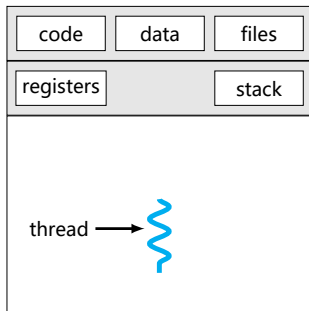 code data files
registers stack
thread